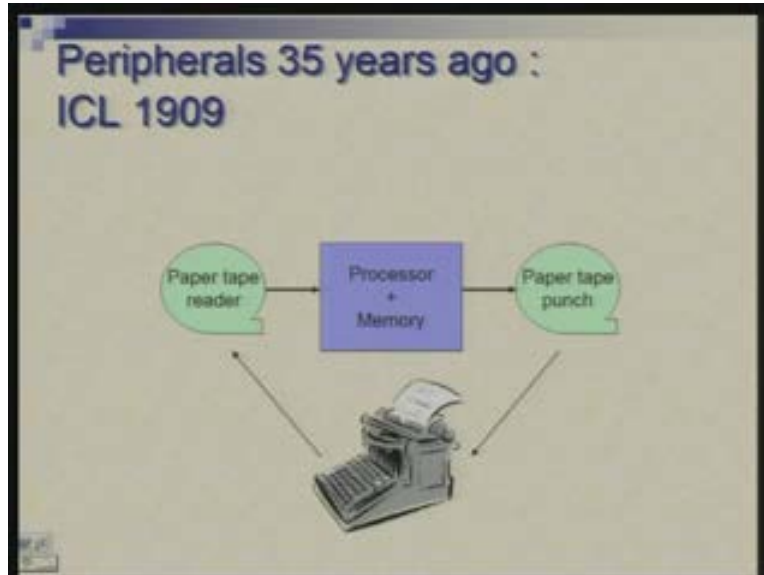 Peripherals 35 years ago :
ICL 1909
Paper tape
reader
Processor
+
Memory
Paper tape
punch